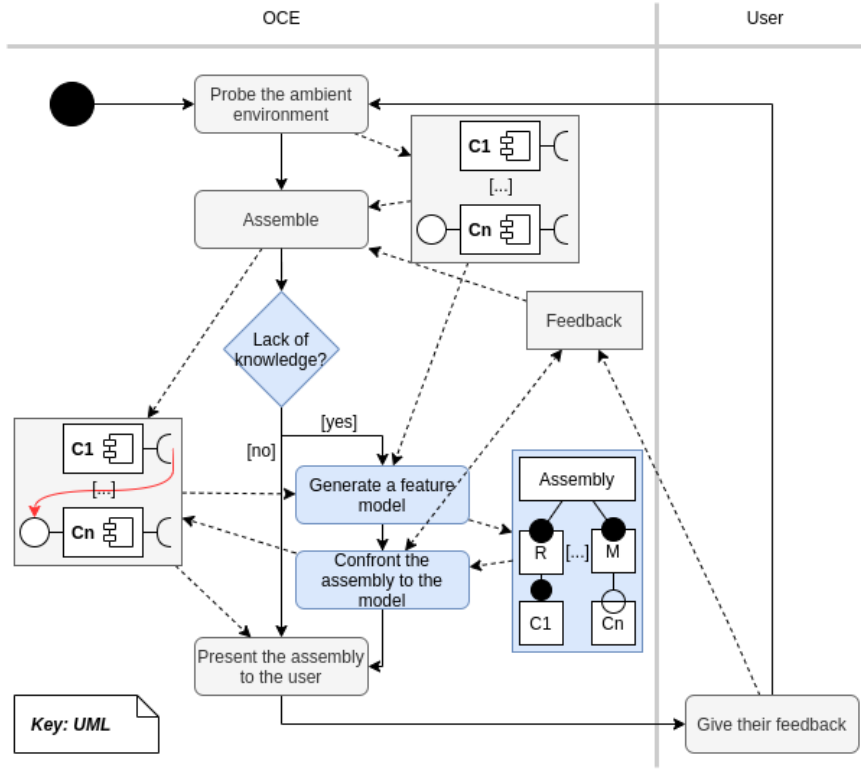 OCE
User
Probe the ambient
environment
C1
[...]
Cn
Assemble
Feedback
Lack of
knowledge?
[yes]
[no]
C1
[...]
Cn
Generate a feature
model
Assembly
R
[...]
M
C1
Cn
Confront the
assembly to the
model
Present the assembly
to the user
Key: UML
Give their feedback